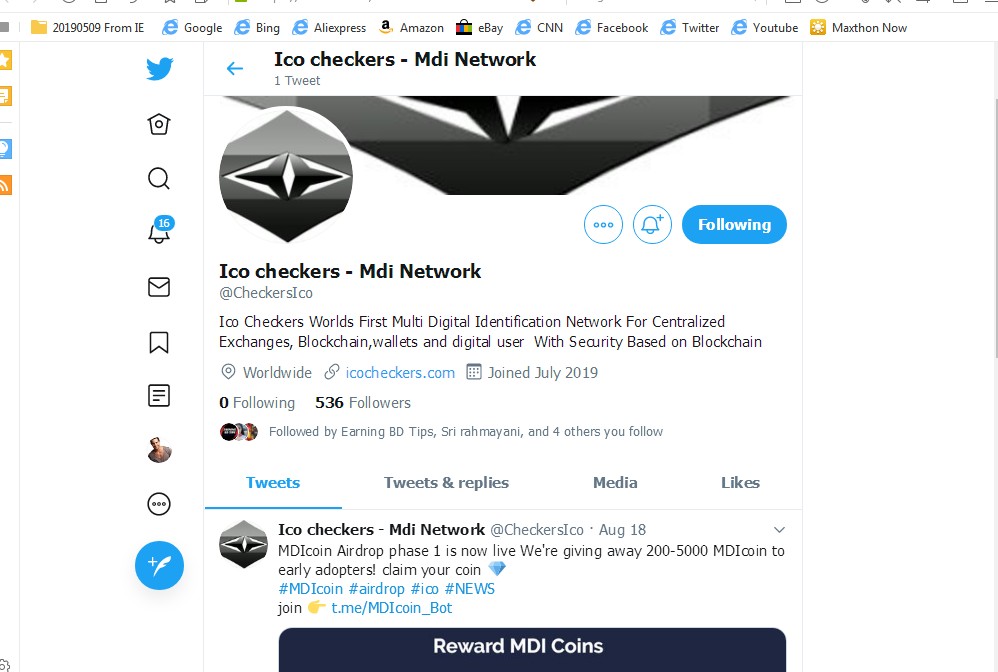 20190509 From IE Google Bing Aliexpress Amazon eBay CNN Facebook Twitter Youtube Maxthon Now
Ico checkers - Mdi Network
1 Tweet
16
Following
Ico checkers - Mdi Network
@CheckersIco
Ico Checkers Worlds First Multi Digital Identification Network For Centralized
Exchanges, Blockchain,wallets and digital user With Security Based on Blockchain
Worldwide icocheckers.com Joined July 2019
0 Following 536 Followers
Followed by Earning BD Tips, Sri rahmayani, and 4 others you follow
Tweets Tweets & replies Media Likes
Ico checkers - Mdi Network @CheckersIco · Aug 18
MDIcoin Airdrop phase 1 is now live We're giving away 200-5000 MDIcoin to
early adopters! claim your coin 💎
#MDIcoin #airdrop #ico #NEWS
join 👉 t.me/MDIcoin_Bot
Reward MDI Coins